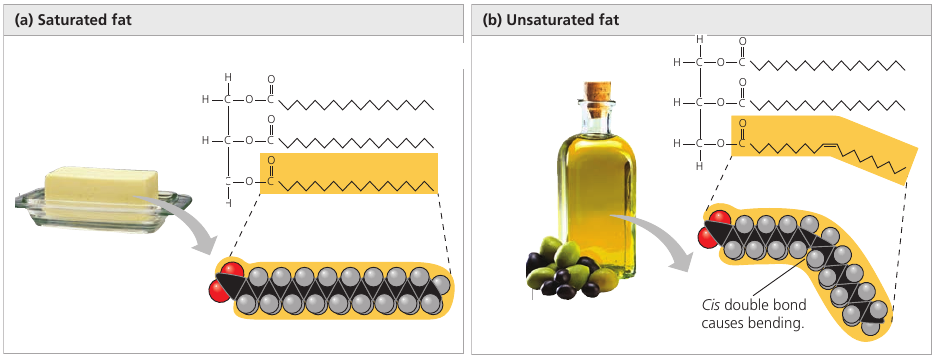 (a) Saturated fat
H O
H—C—O—C
O
H—C—O—C
O
C—O—C
H
(b) Unsaturated fat
H O
H—C—O—C
O
H—C—O—C
O
H—C—O—C
H
Cis double bond
causes bending.